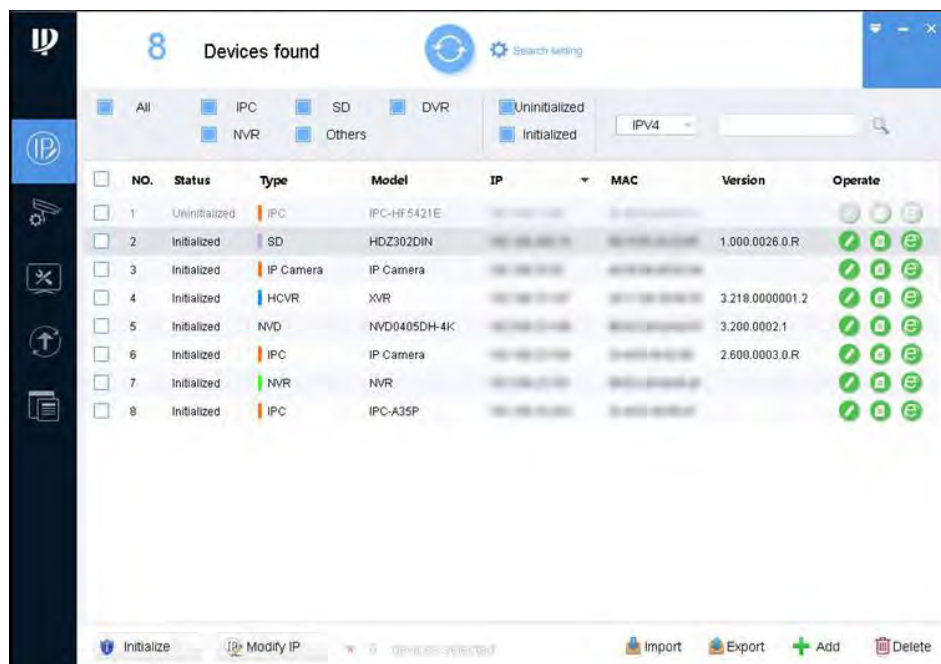 8 Devices found Search setting
All IPC SD DVR Uninitialized
NVR Others Initialized IPV4
NO. Status Type Model IP MAC Version Operate
1 Uninitialized IPC IPC-HF5421E
2 Initialized SD HDZ302DIN 1.000.0026.0.R
3 Initialized IP Camera IP Camera
4 Initialized HCVR XVR 3.218.0000001.2
5 Initialized NVD NVD0405DH-4K 3.200.0002.1
6 Initialized IPC IP Camera 2.600.0003.0.R
7 Initialized NVR NVR
8 Initialized IPC IPC-A35P
Initialize Modify IP 0 devices selected Import Export Add Delete